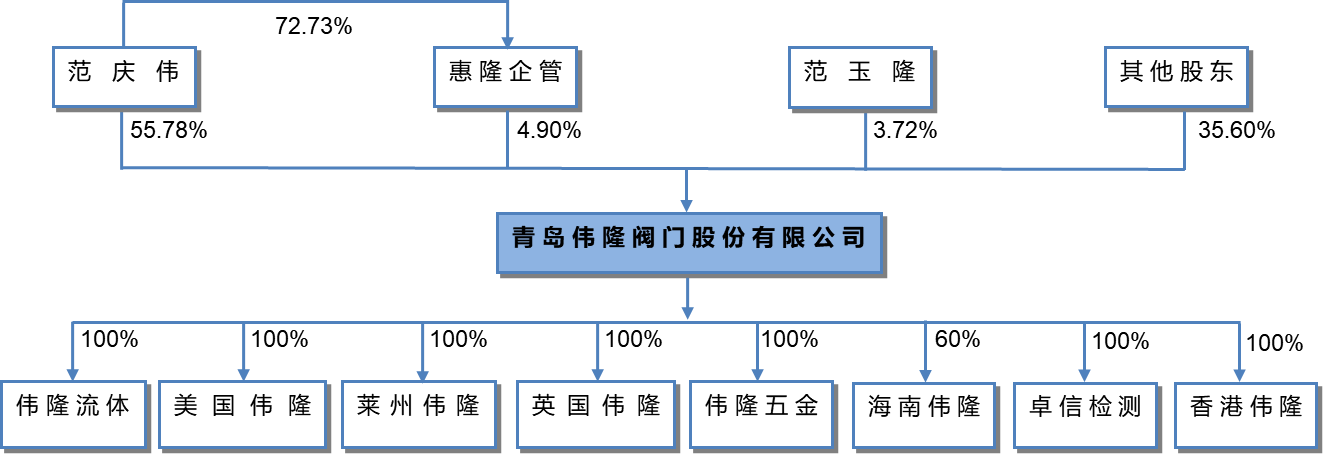 72.73%
范庆伟
惠隆企管
范玉隆
其他股东
55.78%
4.90%
3.72%
35.60%
青岛伟隆阀门股份有限公司
100%
100%
100%
100%
100%
60%
100%
100%
伟隆流体
美国伟隆
莱州伟隆
英国伟隆
伟隆五金
海南伟隆
卓信检测
香港伟隆